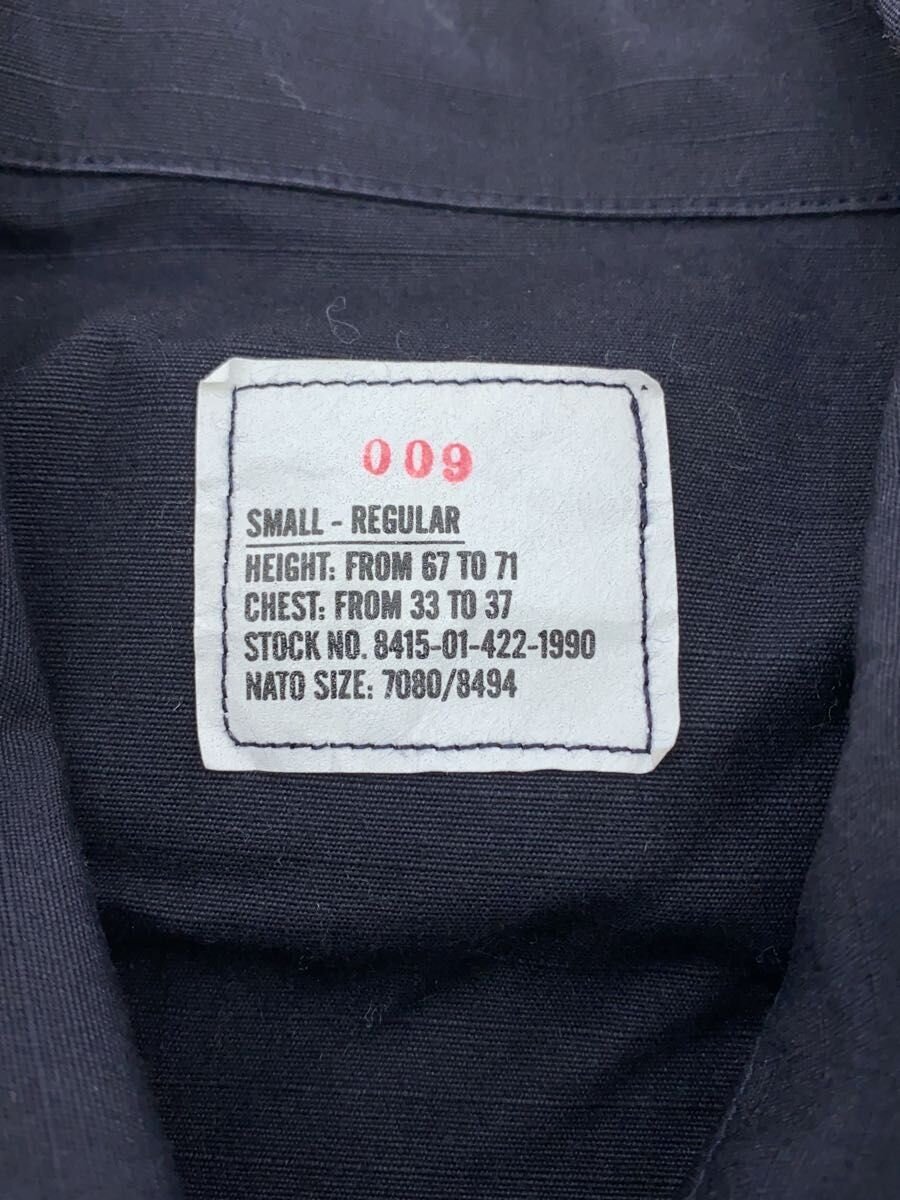 009
SMALL - REGULAR
HEIGHT: FROM 67 TO 71
CHEST: FROM 33 TO 37
STOCK NO. 8415-01-422-1990
NATO SIZE: 7080/8494